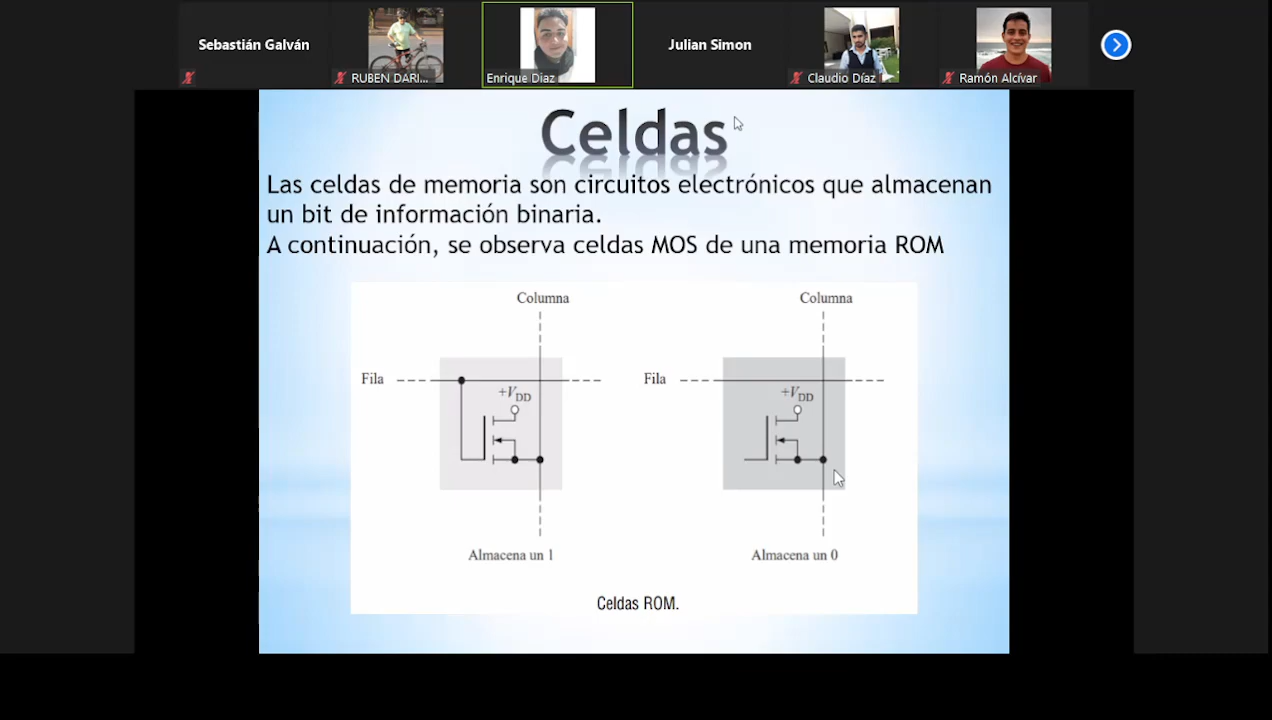 Sebastián Galván
RUBEN DARI...
Enrique Díaz
Julian Simon
Claudio Díaz
Ramón Alcívar
Celdas
Las celdas de memoria son circuitos electrónicos que almacenan
un bit de información binaria.
A continuación, se observa celdas MOS de una memoria ROM
Columna
Columna
Fila
Fila
+VDD
+VDD
Almacena un 1
Almacena un 0
Celdas ROM.